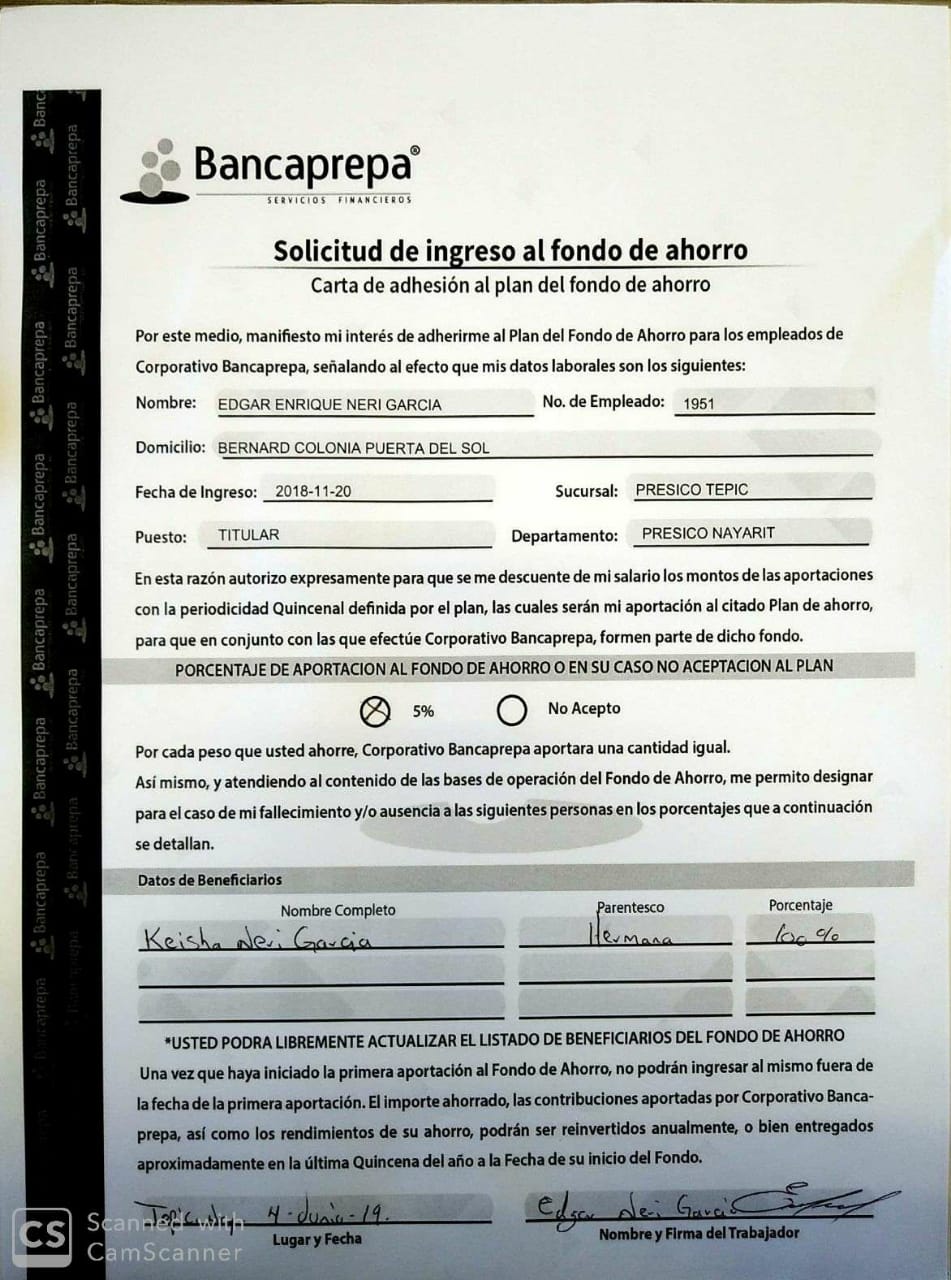 Bancaprepa®
SERVICIOS FINANCIEROS
Solicitud de ingreso al fondo de ahorro
Carta de adhesión al plan del fondo de ahorro
Por este medio, manifiesto mi interés de adherirme al Plan del Fondo de Ahorro para los empleados de
Corporativo Bancaprepa, señalando al efecto que mis datos laborales son los siguientes:
Nombre: EDGAR ENRIQUE NERI GARCIA No. de Empleado: 1951
Domicilio: BERNARD COLONIA PUERTA DEL SOL
Fecha de Ingreso: 2018-11-20 Sucursal: PRESICO TEPIC
Puesto: TITULAR Departamento: PRESICO NAYARIT
En esta razón autorizo expresamente para que se me descuente de mi salario los montos de las aportaciones
con la periodicidad Quincenal definida por el plan, las cuales serán mi aportación al citado Plan de ahorro,
para que en conjunto con las que efectúe Corporativo Bancaprepa, formen parte de dicho fondo.
PORCENTAJE DE APORTACION AL FONDO DE AHORRO O EN SU CASO NO ACEPTACION AL PLAN
5% No Acepto
Por cada peso que usted ahorre, Corporativo Bancaprepa aportara una cantidad igual.
Así mismo, y atendiendo al contenido de las bases de operación del Fondo de Ahorro, me permito designar
para el caso de mi fallecimiento y/o ausencia a las siguientes personas en los porcentajes que a continuación
se detallan.
Datos de Beneficiarios
Nombre Completo Parentesco Porcentaje
Keisha Neri Garcia Hermana 100 %
*USTED PODRA LIBREMENTE ACTUALIZAR EL LISTADO DE BENEFICIARIOS DEL FONDO DE AHORRO
Una vez que haya iniciado la primera aportación al Fondo de Ahorro, no podrán ingresar al mismo fuera de
la fecha de la primera aportación. El importe ahorrado, las contribuciones aportadas por Corporativo Banca-
prepa, así como los rendimientos de su ahorro, podrán ser reinvertidos anualmente, o bien entregados
aproximadamente en la última Quincena del año a la Fecha de su inicio del Fondo.
Tepic Nay 4-Junio-19. Edgar Neri Garcia
Lugar y Fecha Nombre y Firma del Trabajador
CS Scanned with
CamScanner